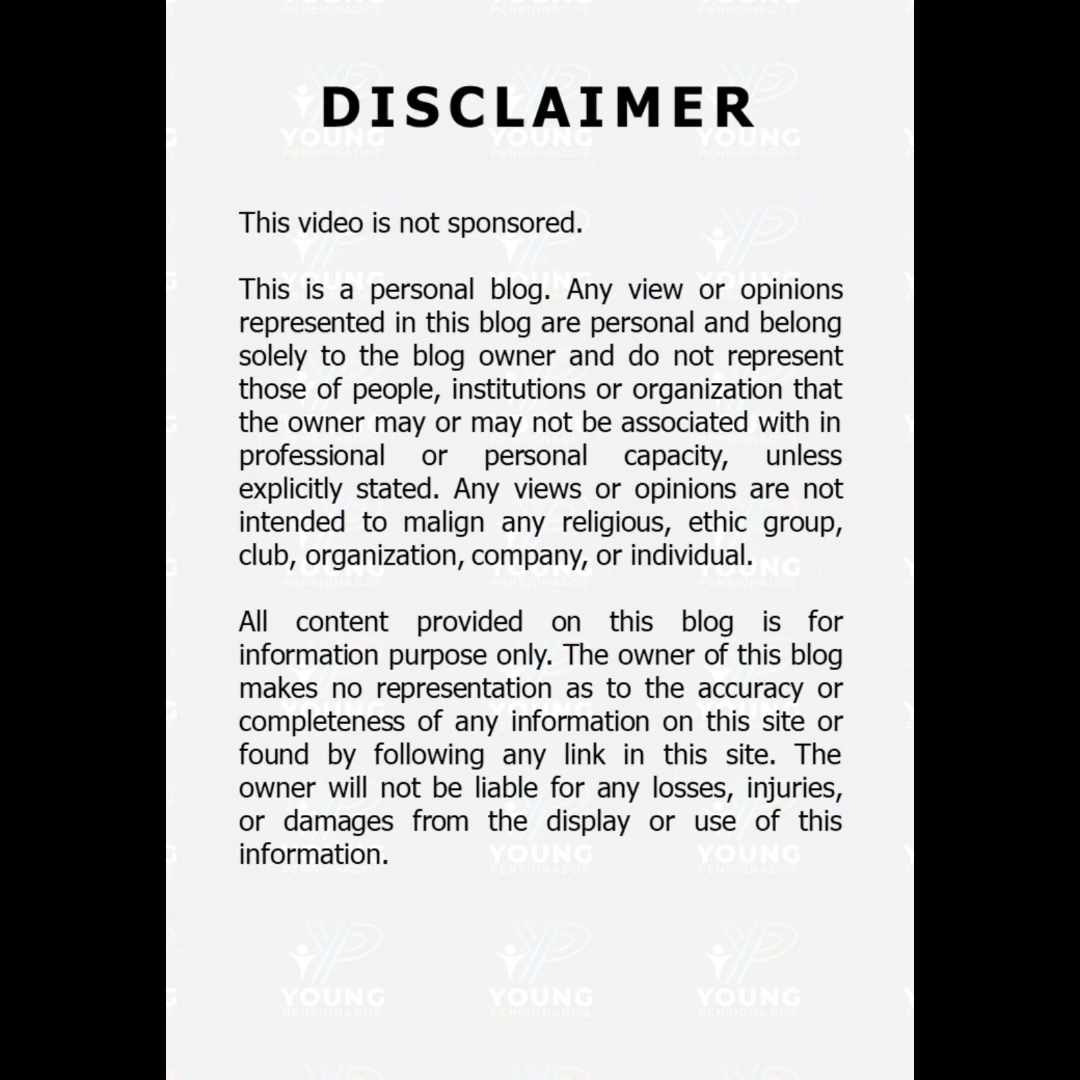 DISCLAIMER
This video is not sponsored.
This is a personal blog. Any view or opinions
represented in this blog are personal and belong
solely to the blog owner and do not represent
those of people, institutions or organization that
the owner may or may not be associated with in
professional or personal capacity, unless
explicitly stated. Any views or opinions are not
intended to malign any religious, ethic group,
club, organization, company, or individual.
All content provided on this blog is for
information purpose only. The owner of this blog
makes no representation as to the accuracy or
completeness of any information on this site or
found by following any link in this site. The
owner will not be liable for any losses, injuries,
or damages from the display or use of this
information.
YOUNG YOUNG YOUNG
PENSIONADOS PENSIONADOS PENSIONADOS